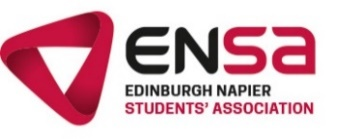 ENSa
EDINBURGH NAPIER
STUDENTS' ASSOCIATION